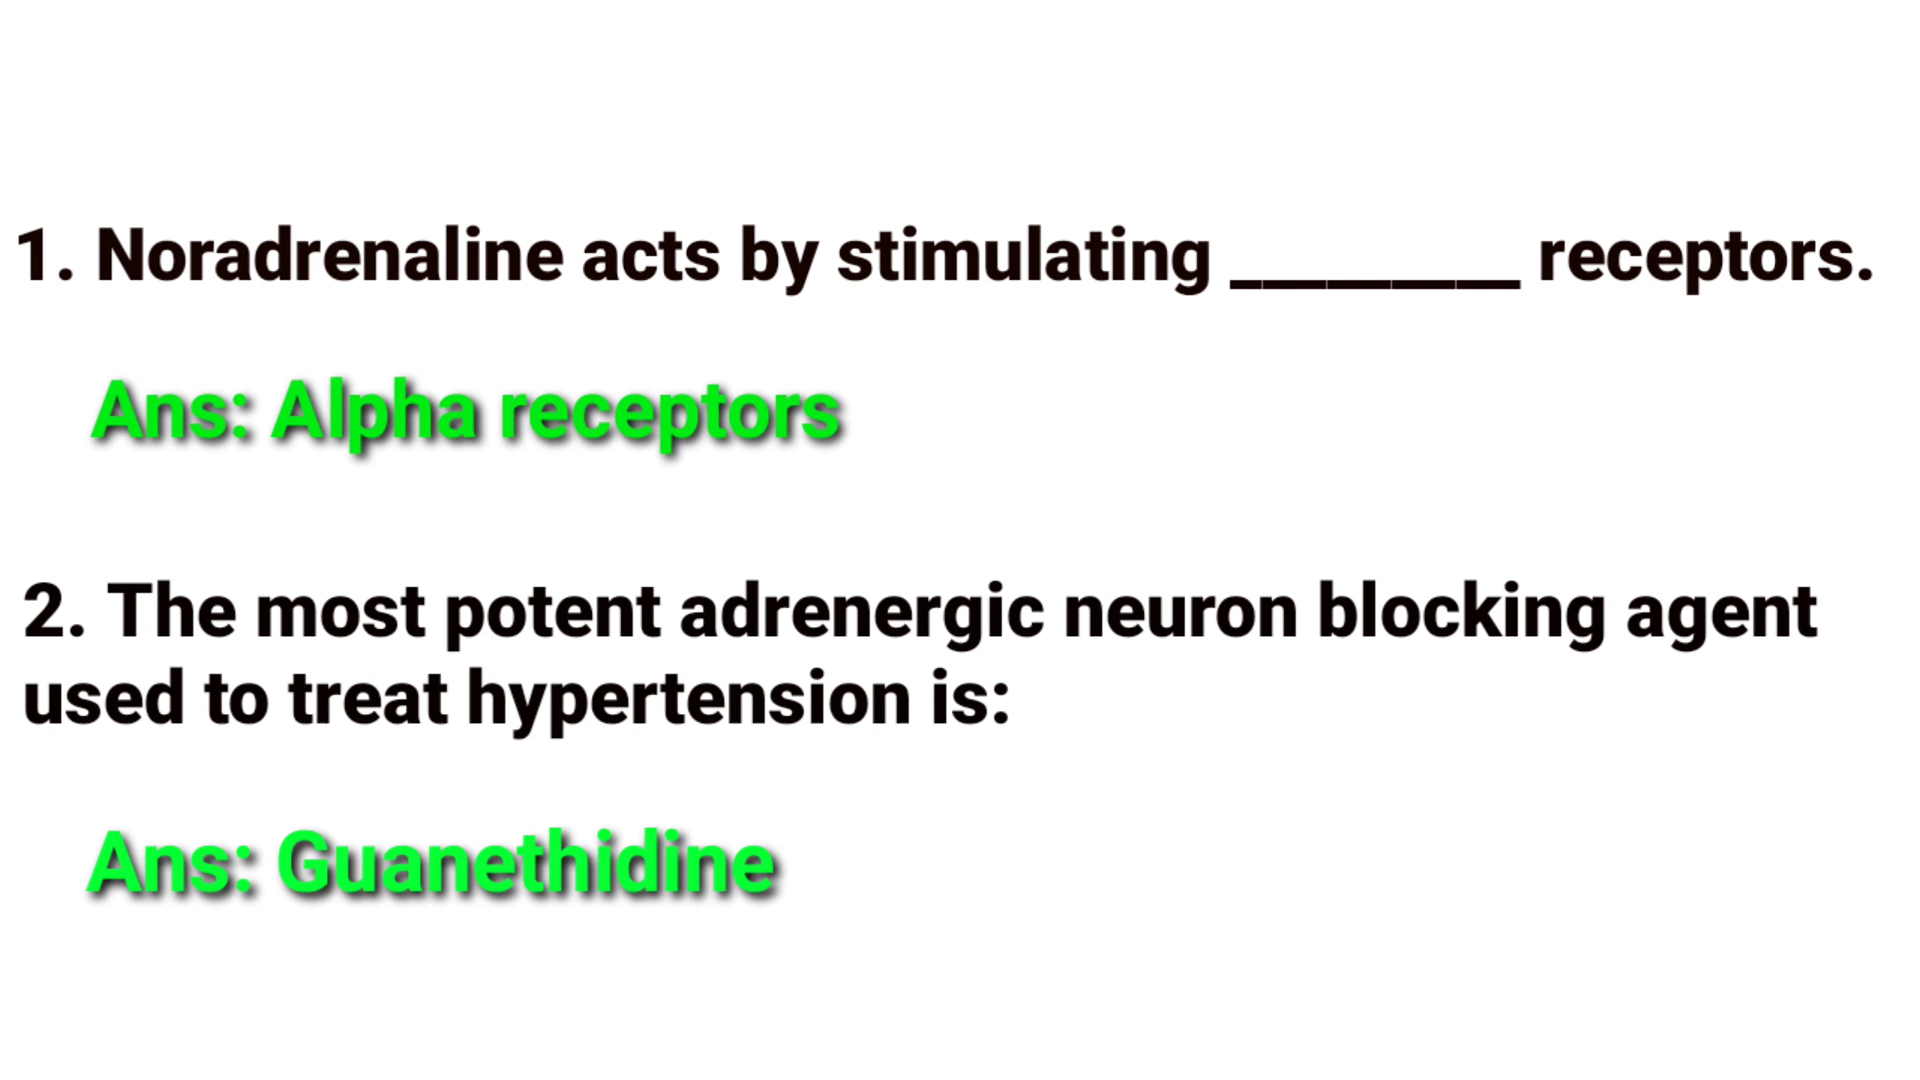 1. Noradrenaline acts by stimulating _________ receptors.
Ans: Alpha receptors
2. The most potent adrenergic neuron blocking agent
used to treat hypertension is:
Ans: Guanethidine